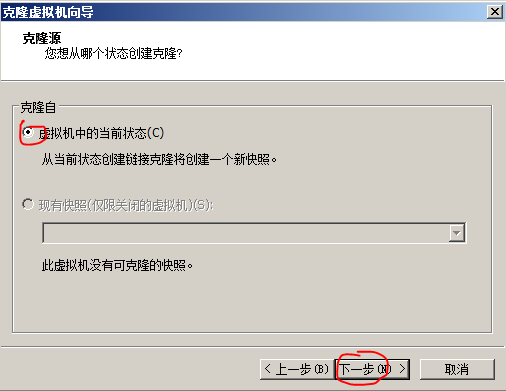 克隆虚拟机向导
克隆源
您想从哪个状态创建克隆?
克隆自
虚拟机中的当前状态(C)
从当前状态创建链接克隆将创建一个新快照。
现有快照(仅限关闭的虚拟机)(S):
此虚拟机没有可克隆的快照。
< 上一步(B) 下一步(N) > 取消